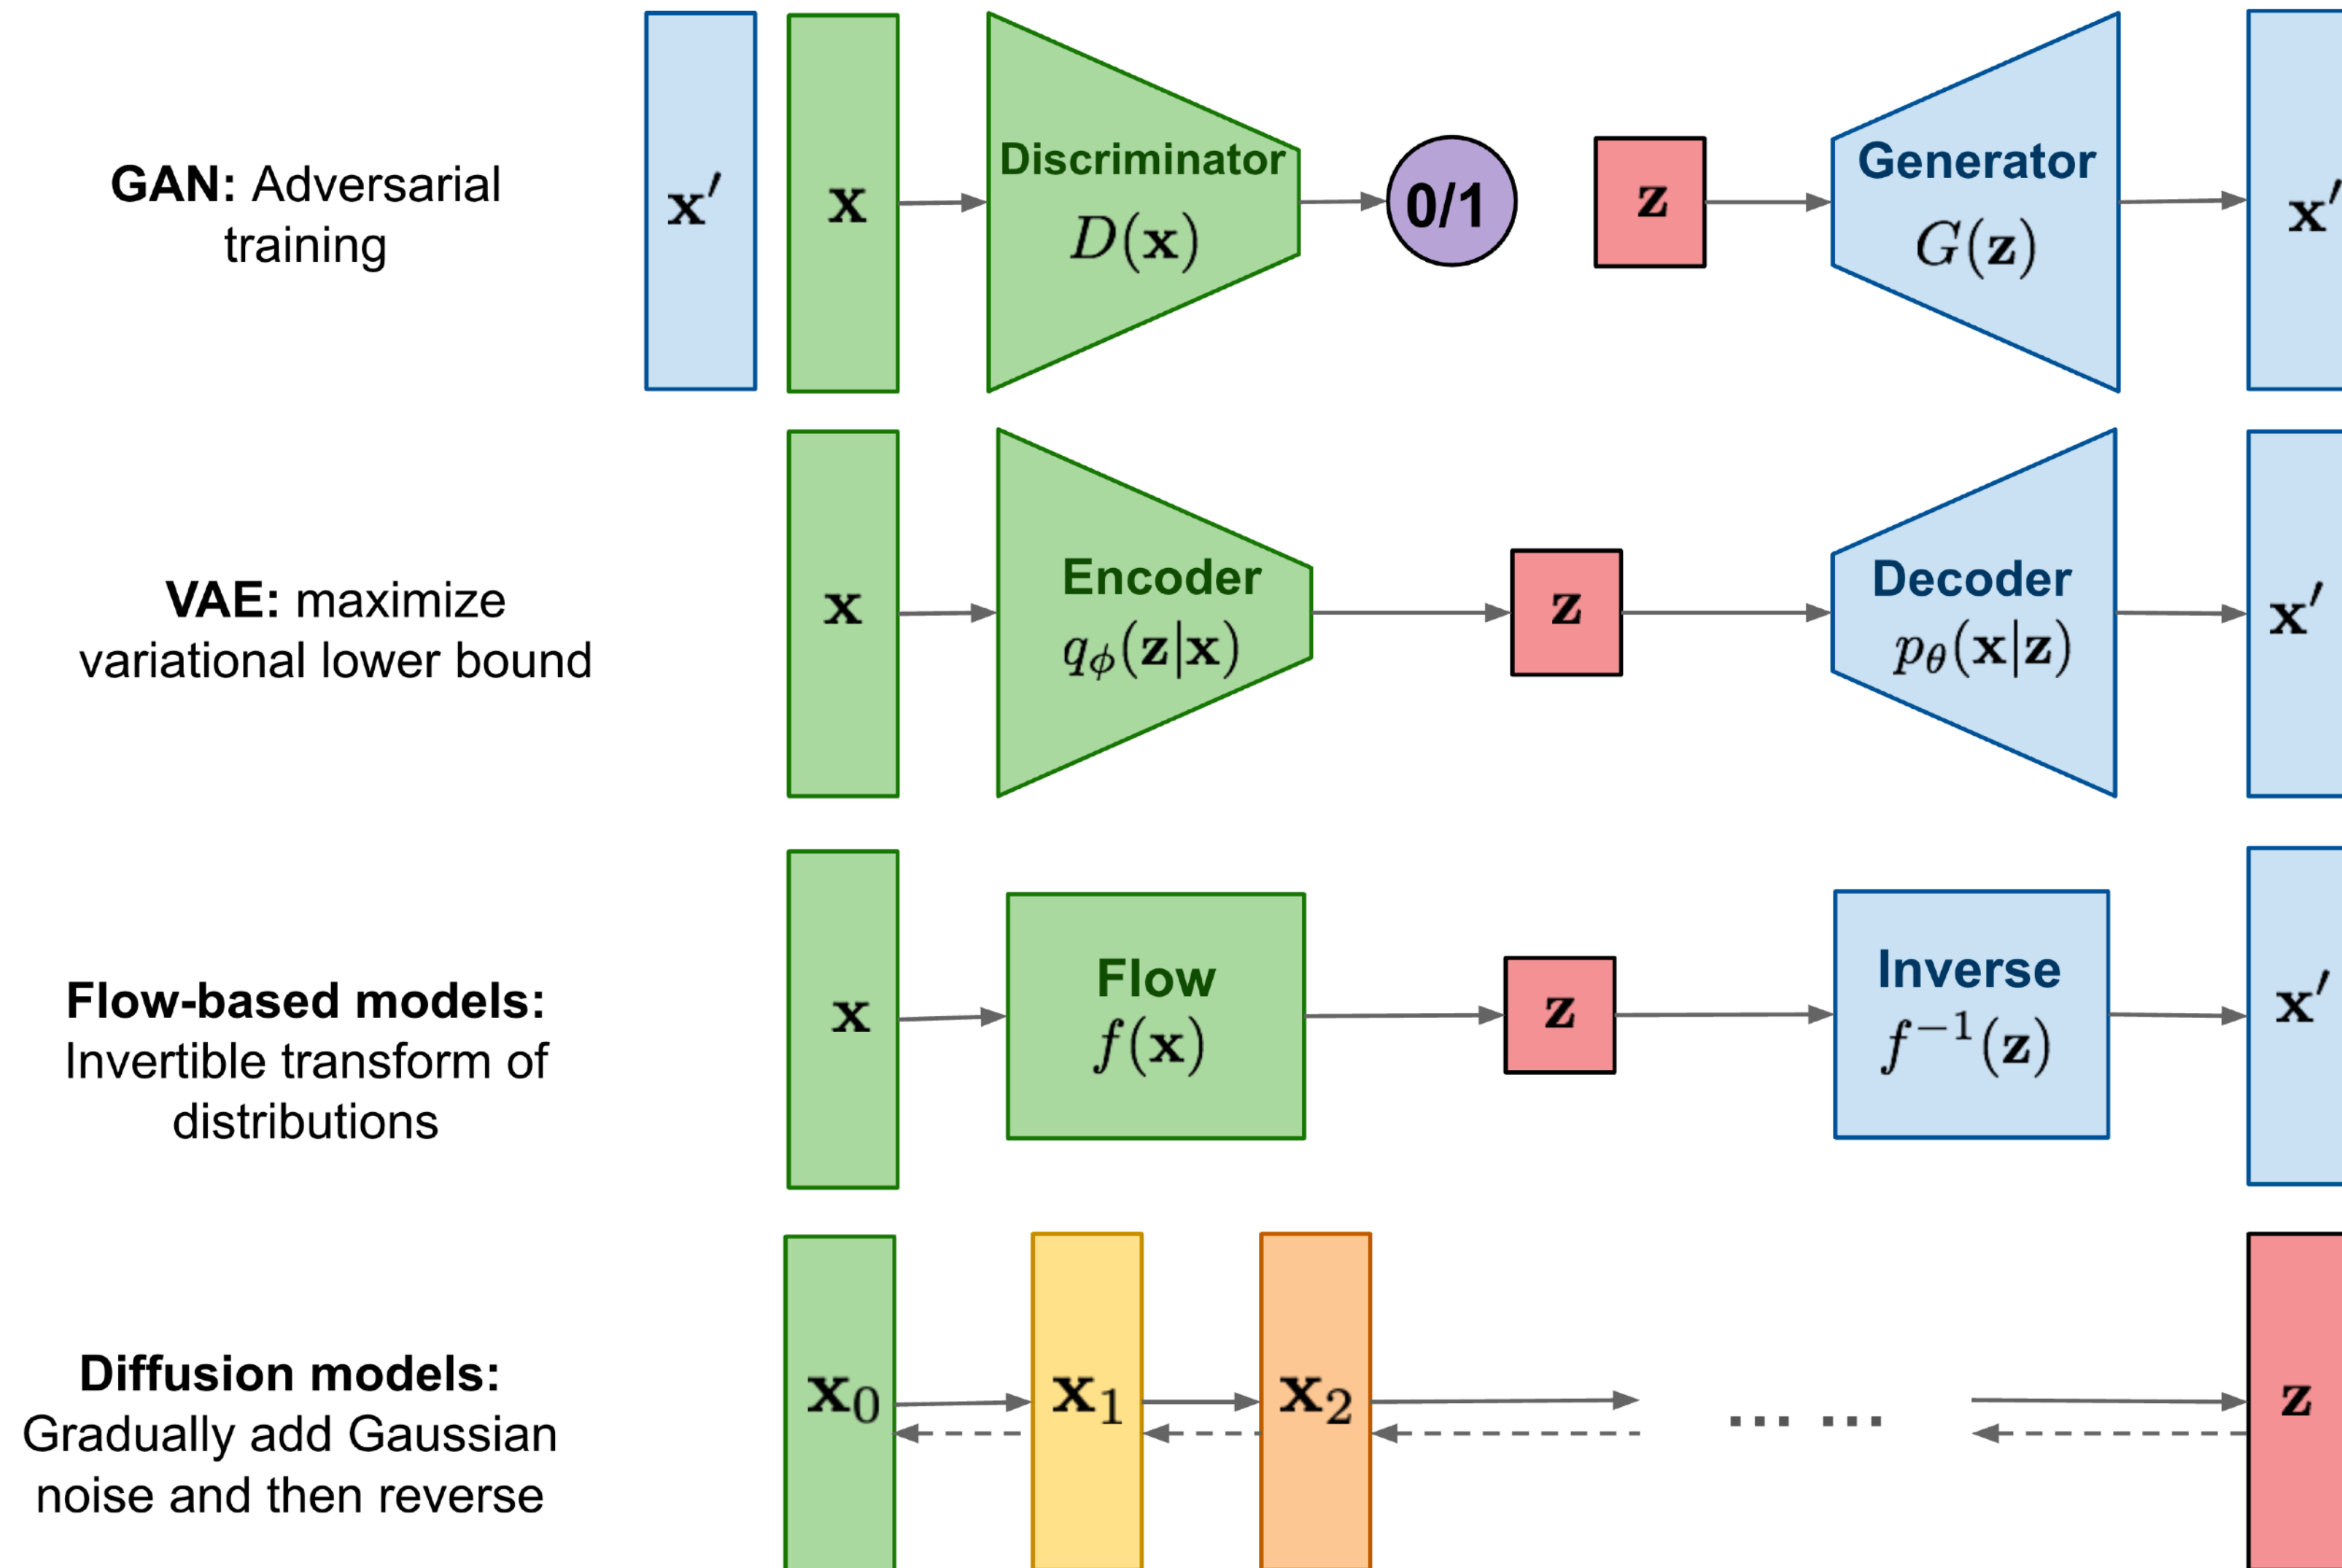 GAN: Adversarial
training
x′
x
Discriminator
D(x)
0/1
z
Generator
G(z)
x′
VAE: maximize
variational lower bound
x
Encoder
qϕ(z|x)
z
Decoder
pθ(x|z)
x′
Flow-based models:
Invertible transform of
distributions
x
Flow
f(x)
z
Inverse
f⁻¹(z)
x′
Diffusion models:
Gradually add Gaussian
noise and then reverse
x₀
x₁
x₂
... ...
z